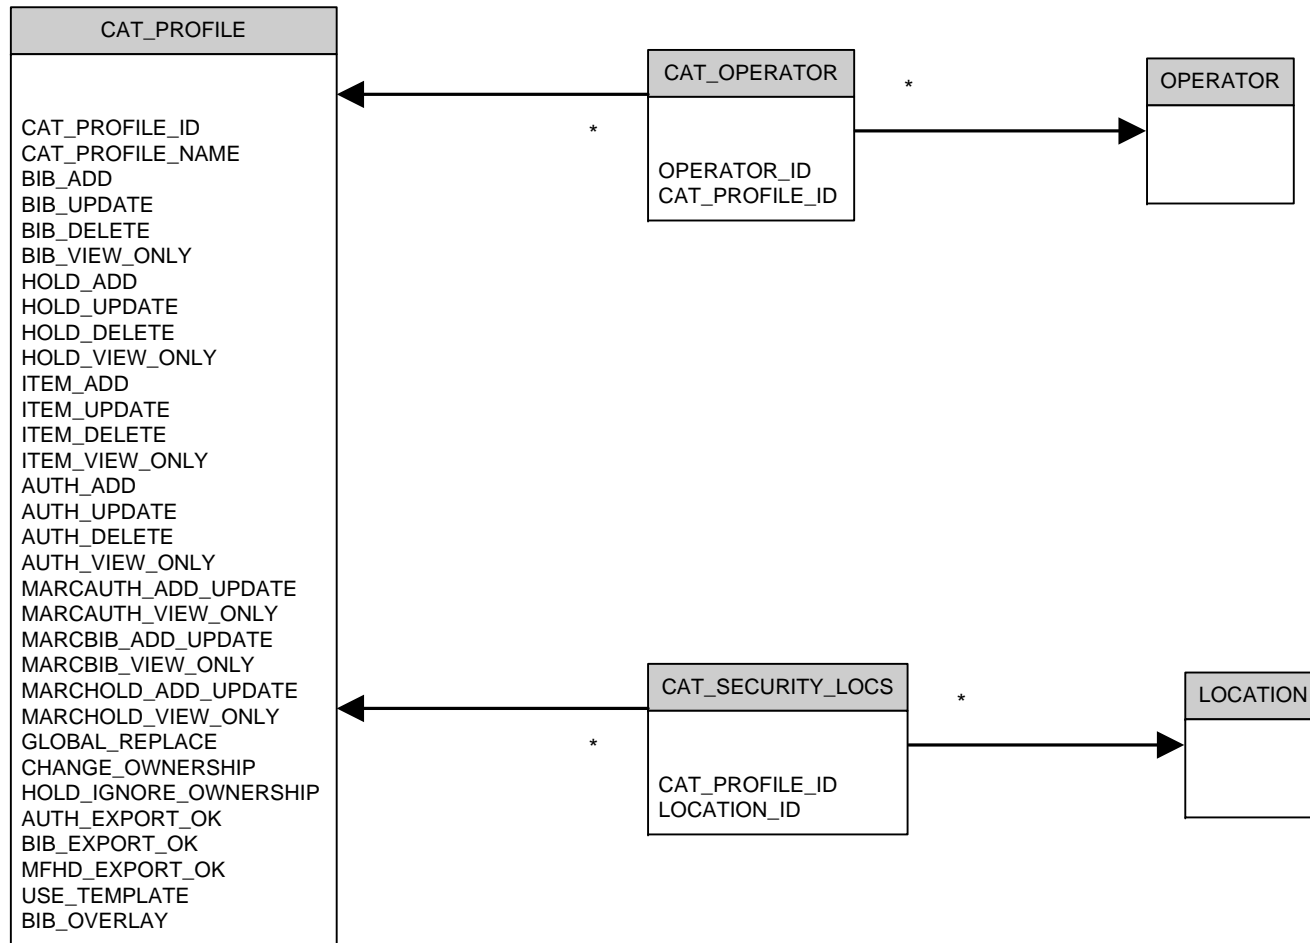 CAT_PROFILE
CAT_PROFILE_ID
CAT_PROFILE_NAME
BIB_ADD
BIB_UPDATE
BIB_DELETE
BIB_VIEW_ONLY
HOLD_ADD
HOLD_UPDATE
HOLD_DELETE
HOLD_VIEW_ONLY
ITEM_ADD
ITEM_UPDATE
ITEM_DELETE
ITEM_VIEW_ONLY
AUTH_ADD
AUTH_UPDATE
AUTH_DELETE
AUTH_VIEW_ONLY
MARCAUTH_ADD_UPDATE
MARCAUTH_VIEW_ONLY
MARCBIB_ADD_UPDATE
MARCBIB_VIEW_ONLY
MARCHOLD_ADD_UPDATE
MARCHOLD_VIEW_ONLY
GLOBAL_REPLACE
CHANGE_OWNERSHIP
HOLD_IGNORE_OWNERSHIP
AUTH_EXPORT_OK
BIB_EXPORT_OK
MFHD_EXPORT_OK
USE_TEMPLATE
BIB_OVERLAY
*
CAT_OPERATOR
OPERATOR_ID
CAT_PROFILE_ID
*
OPERATOR
*
CAT_SECURITY_LOCS
CAT_PROFILE_ID
LOCATION_ID
*
LOCATION